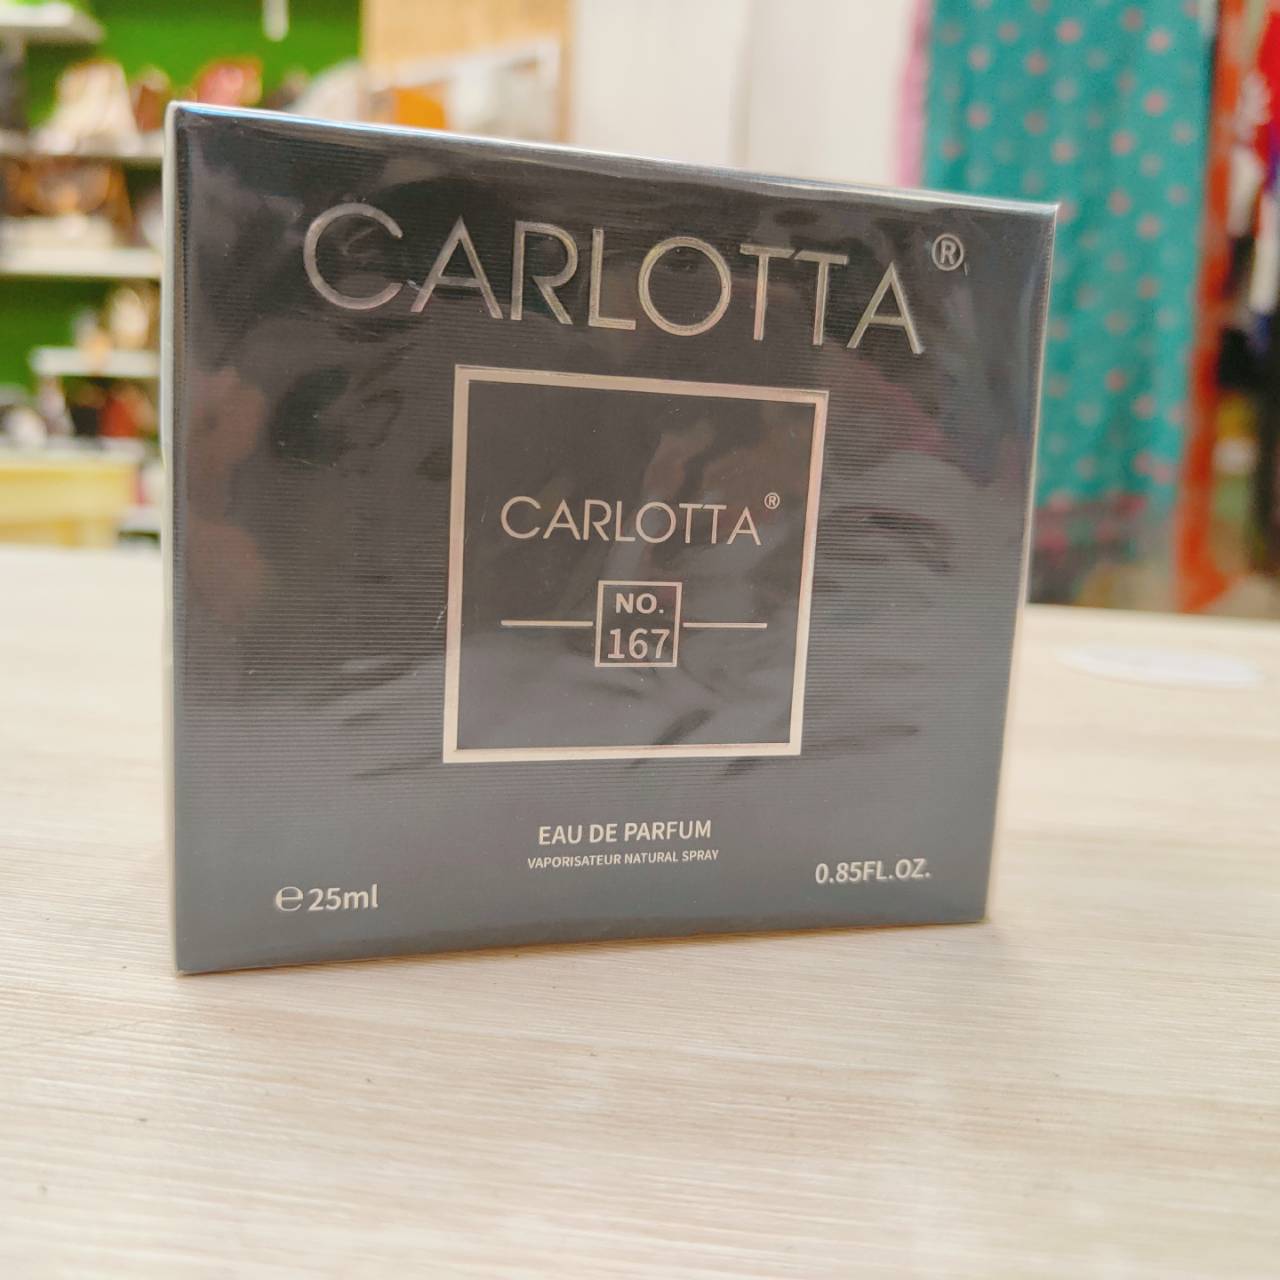 CARLOTTA®
CARLOTTA®
NO.
167
EAU DE PARFUM
VAPORISATEUR NATURAL SPRAY
℮25ml
0.85FL.OZ.